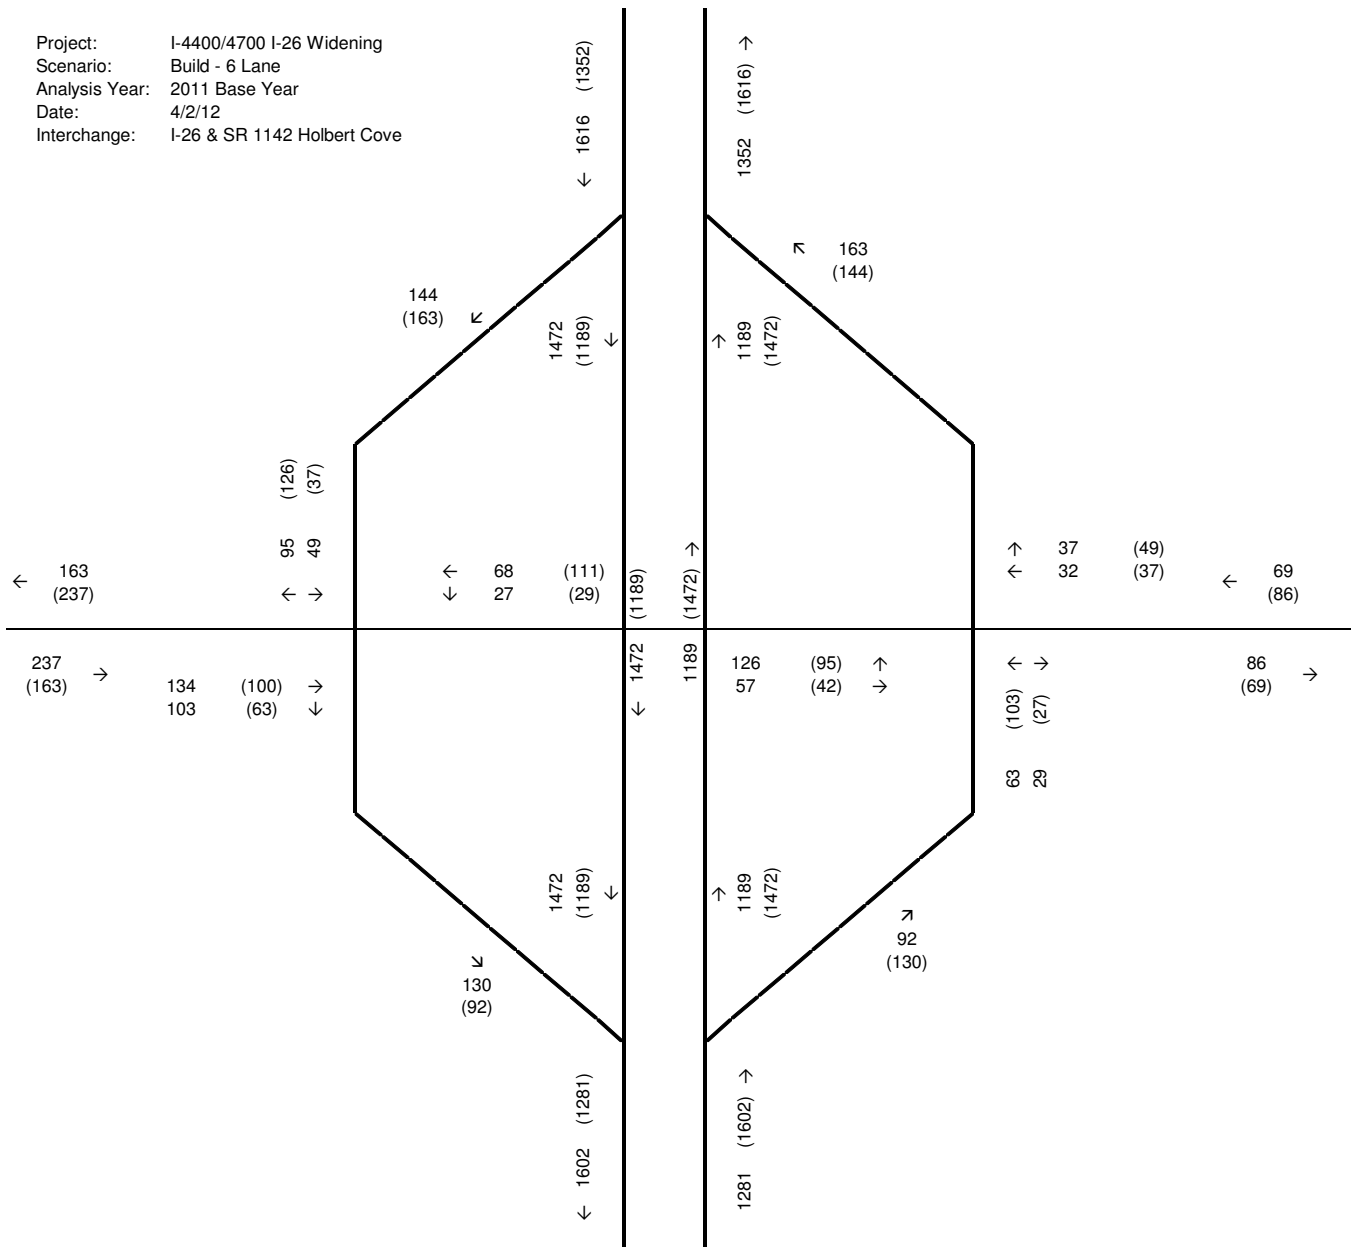 Project: I-4400/4700 I-26 Widening
Scenario: Build - 6 Lane
Analysis Year: 2011 Base Year
Date: 4/2/12
Interchange: I-26 & SR 1142 Holbert Cove
← 1616 (1352)
1352 (1616) →
↖ 163
(144)
144
(163) ↙
1472 ↓
(1189)
↑ 1189
(1472)
(126)
(37)
95
49
← →
← 163
(237)
← 68 (111)
↓ 27 (29)
(1189)
(1472) ↑
↑ 37 (49)
← 32 (37)
← 69
(86)
237 →
(163)
134 (100) →
103 (63) ↓
1472 ↓
1189
126 (95) ↑
57 (42) →
← →
(103)
(27)
63
29
86 →
(69)
1472 ↓
(1189)
↑ 1189
(1472)
↘
130
(92)
↗
92
(130)
← 1602 (1281)
1281 (1602) →